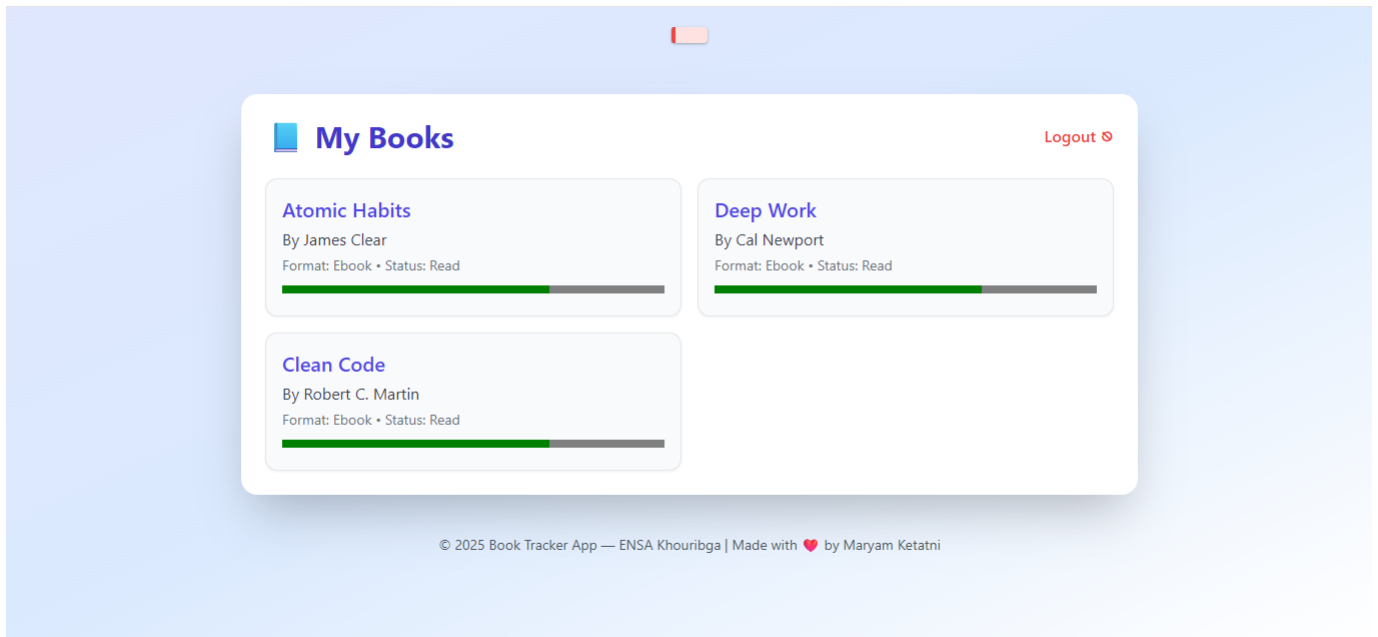 My Books
Logout
Atomic Habits
By James Clear
Format: Ebook • Status: Read
Deep Work
By Cal Newport
Format: Ebook • Status: Read
Clean Code
By Robert C. Martin
Format: Ebook • Status: Read
© 2025 Book Tracker App — ENSA Khouribga | Made with ❤️ by Maryam Ketatni